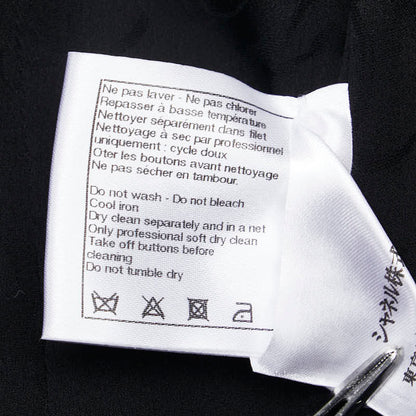 Ne pas laver - Ne pas chlorer
Repasser à basse température
Nettoyer séparément dans filet
Nettoyage à sec par professionnel
uniquement : cycle doux
Oter les boutons avant nettoyage
Ne pas sécher en tambour.
Do not wash - Do not bleach
Cool iron
Dry clean separately and in a net
Only professional soft dry clean
Take off buttons before
cleaning
Do not tumble dry
シャネル株式
東京